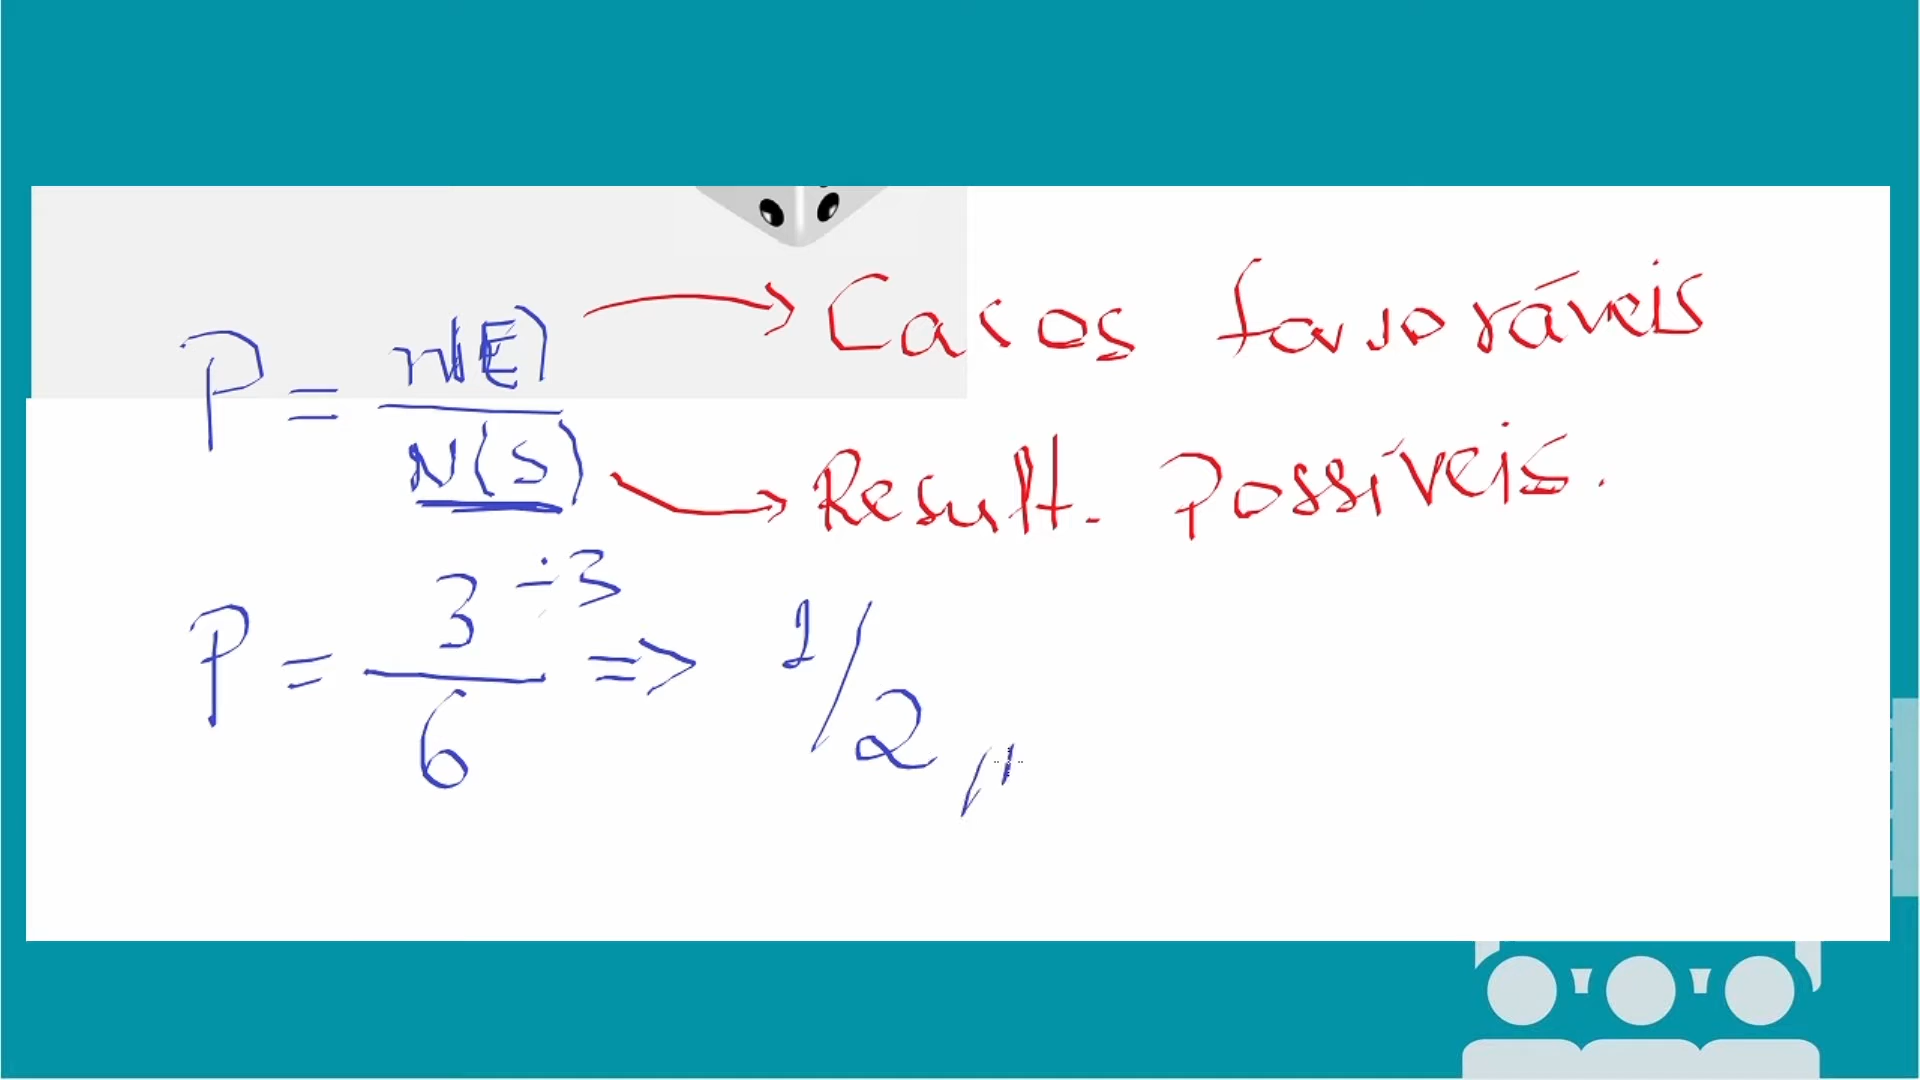 P = n(E) / N(S)
→ Casos favoráveis
→ Result. Possíveis.
P = 3 / 6 ÷3 => 1/2 //